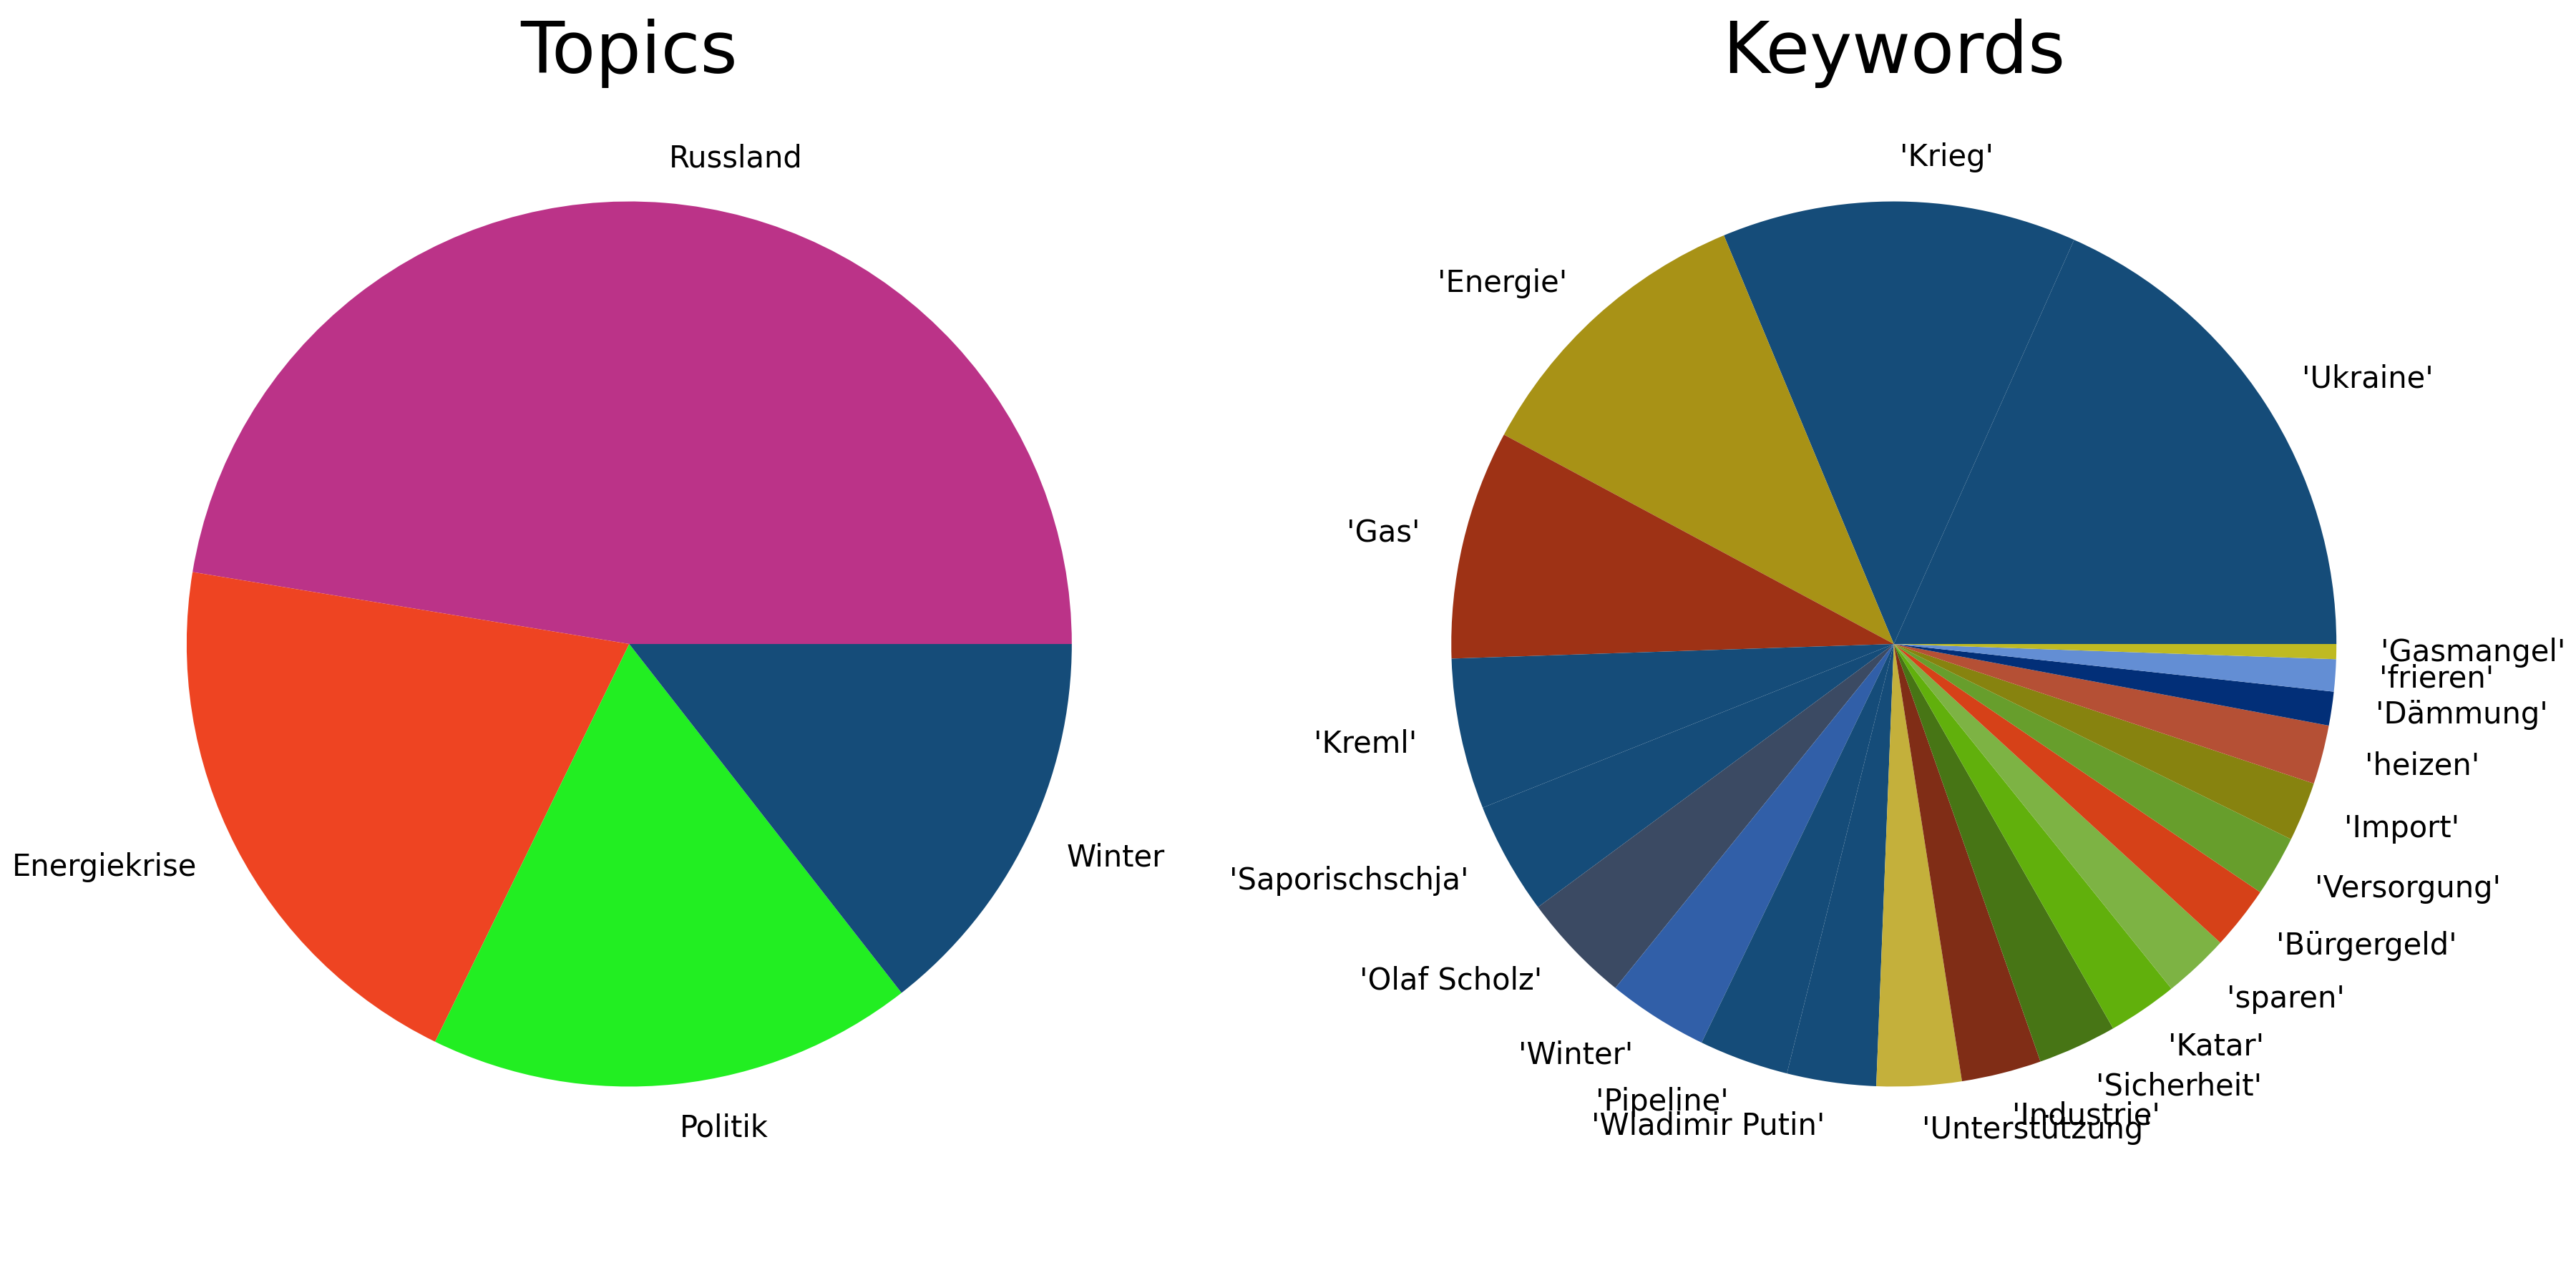 Topics
Russland
Energiekrise
Politik
Winter
Keywords
'Ukraine'
'Krieg'
'Energie'
'Gas'
'Kreml'
'Saporischschja'
'Olaf Scholz'
'Winter'
'Pipeline'
'Wladimir Putin'
'Unterstützung'
'Industrie'
'Sicherheit'
'Katar'
'sparen'
'Bürgergeld'
'Versorgung'
'Import'
'heizen'
'Dämmung'
'frieren'
'Gasmangel'